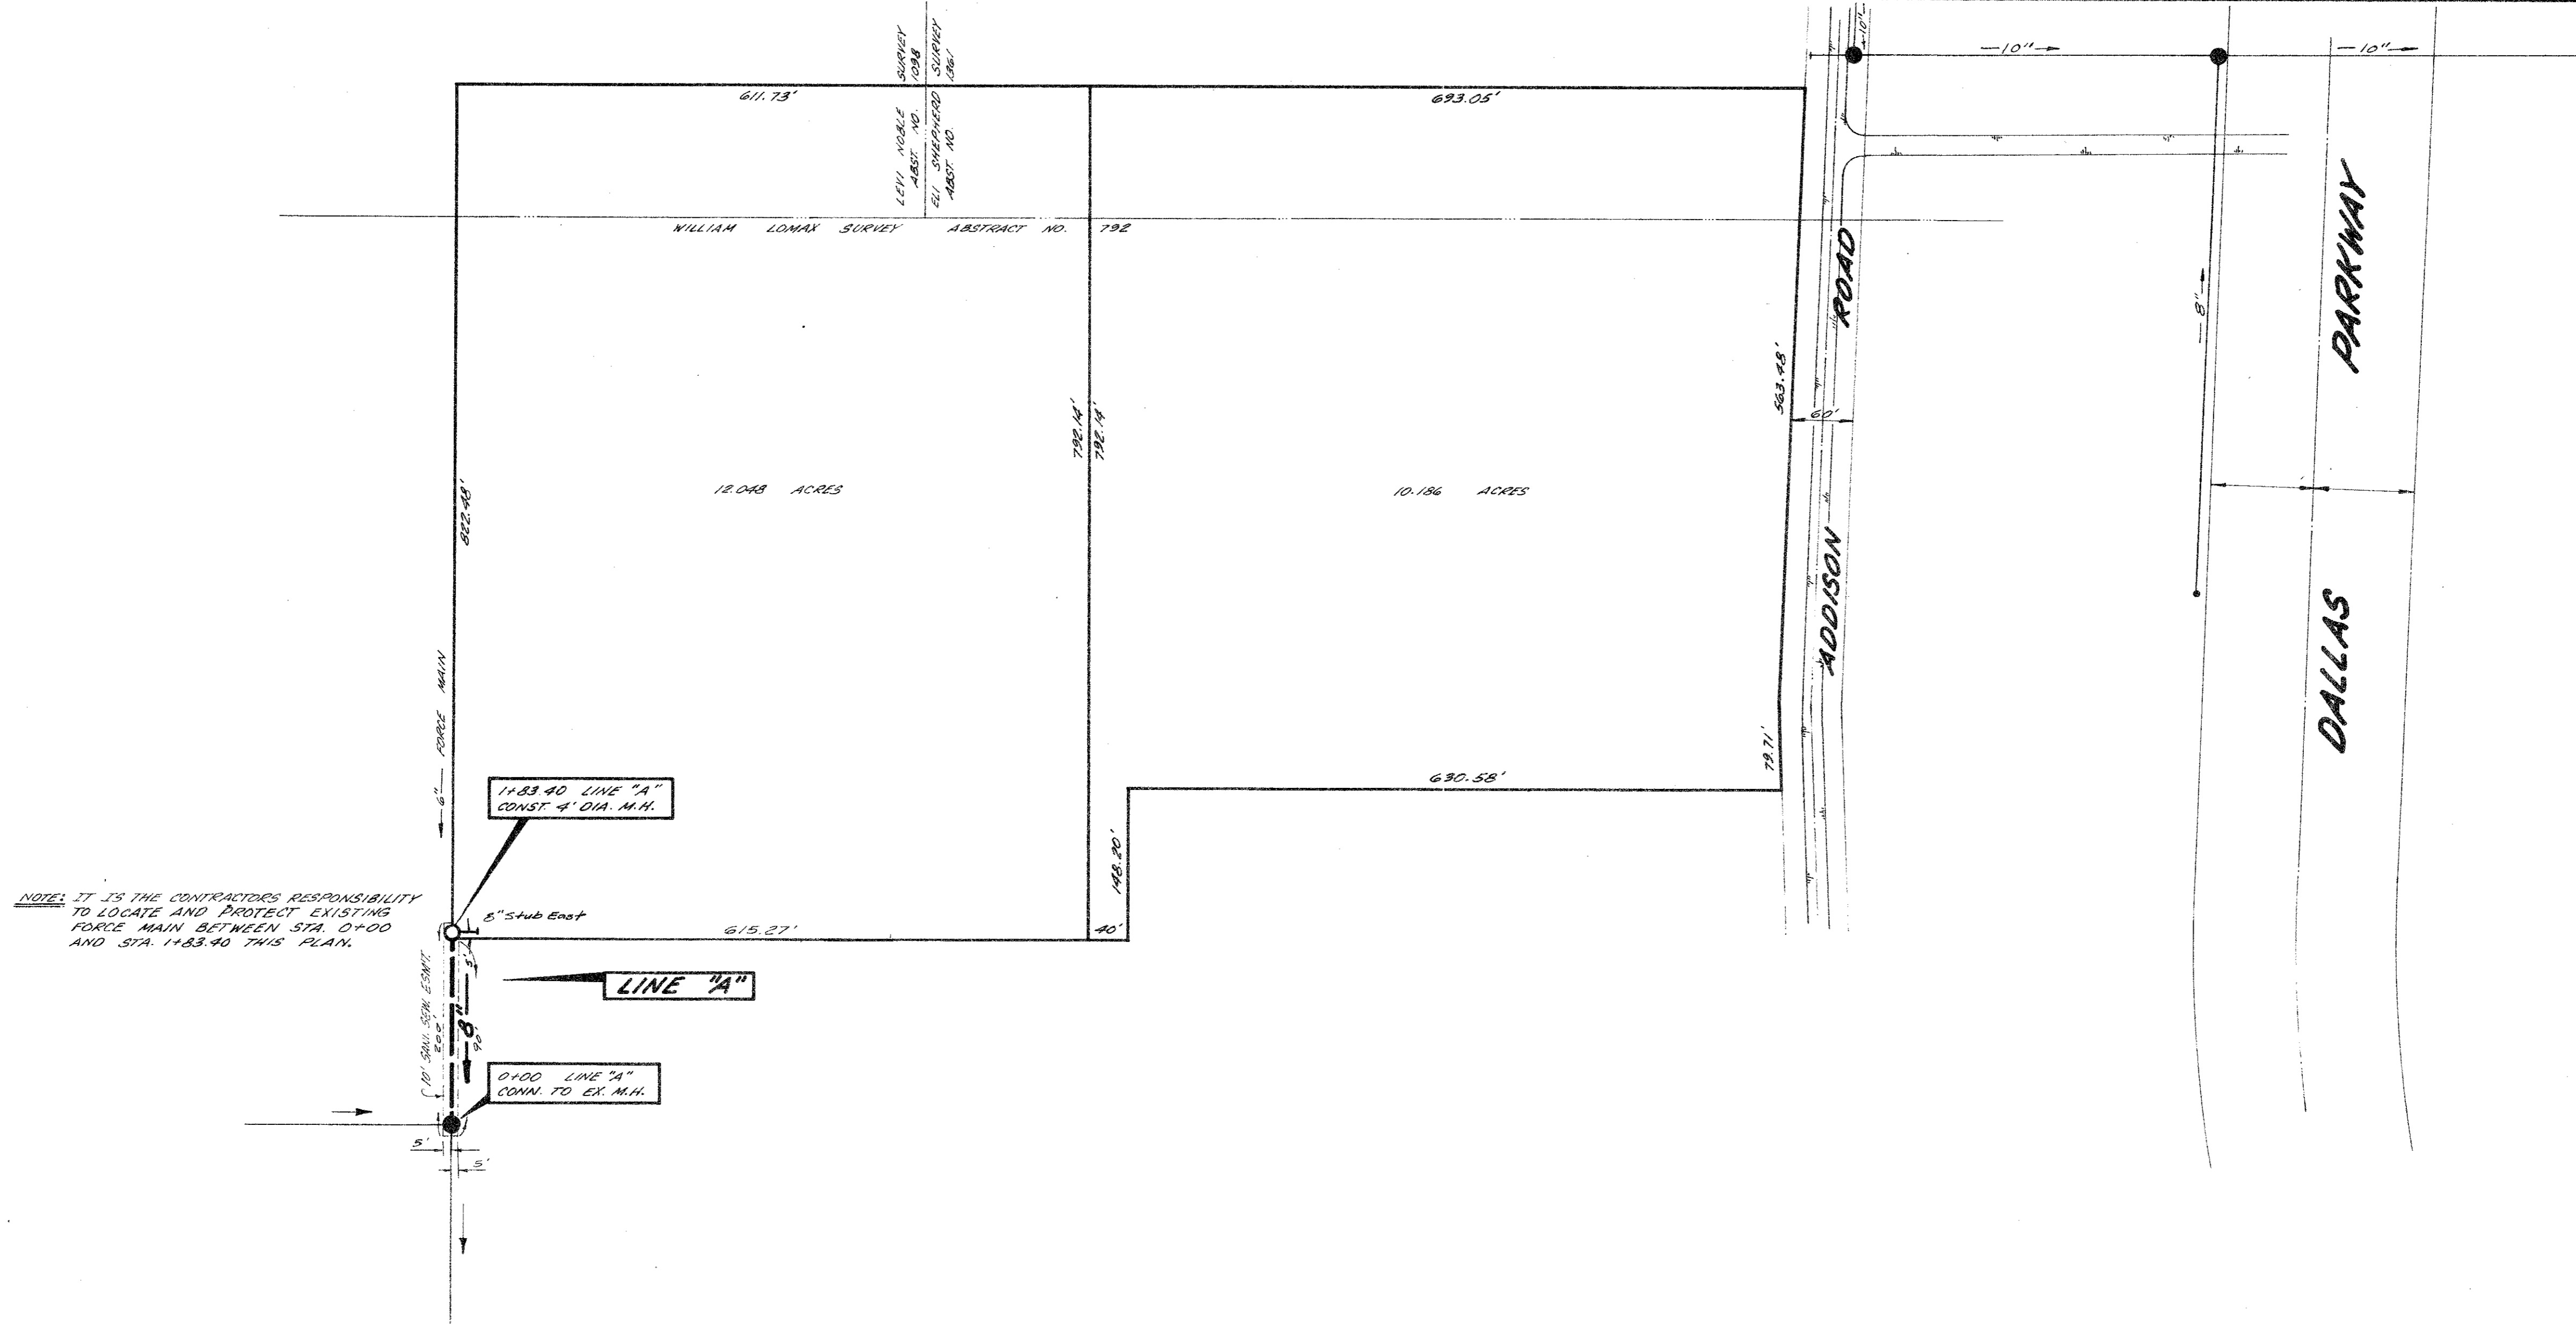 LEVI NOBLE SURVEY
ABST. NO. 1098
ELI SHEPHERD SURVEY
ABST. NO. 1361
10"
10"
10"
611.73'
693.05'
WILLIAM LOMAX SURVEY ABSTRACT NO. 792
ADDISON ROAD
DALLAS PARKWAY
8"
563.48'
60'
792.14'
792.14'
822.48'
12.048 ACRES
10.186 ACRES
6" FORCE MAIN
79.71'
630.58'
148.20'
1+83.40 LINE "A"
CONST. 4' DIA. M.H.
NOTE: IT IS THE CONTRACTORS RESPONSIBILITY
TO LOCATE AND PROTECT EXISTING
FORCE MAIN BETWEEN STA. 0+00
AND STA. 1+83.40 THIS PLAN.
8" Stub East
615.27'
40'
5'
LINE "A"
10' SANI. SEW. ESMT.
200'
8"
90'
0+00 LINE "A"
CONN. TO EX. M.H.
5'
5'